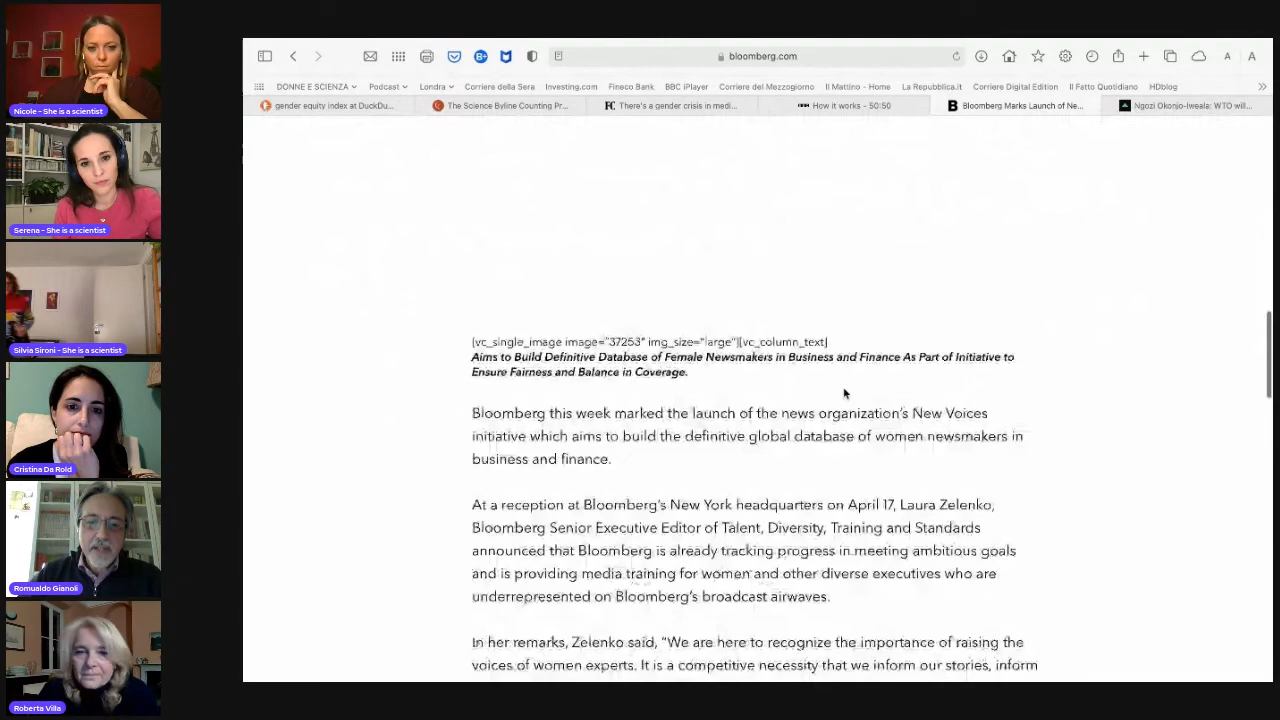 Nicole - She is a scientist
Serena - She is a scientist
Silvia Sironi - She is a scientist
Cristina Da Rold
Romualdo Gianoli
Roberta Villa
bloomberg.com
A A
DONNE E SCIENZA Podcast Londra Corriere della Sera Investing.com Fineco Bank BBC iPlayer Corriere del Mezzogiorno Il Mattino - Home La Repubblica.it Corriere Digital Edition Il Fatto Quotidiano HDblog
gender equity index at DuckDu... The Science Byline Counting Pr... FC There's a gender crisis in medi... How it works - 50:50 B Bloomberg Marks Launch of Ne... Ngozi Okonjo-Iweala: WTO will...
[vc_single_image image="37253" img_size="large"][vc_column_text]
Aims to Build Definitive Database of Female Newsmakers in Business and Finance As Part of Initiative to
Ensure Fairness and Balance in Coverage.
Bloomberg this week marked the launch of the news organization's New Voices
initiative which aims to build the definitive global database of women newsmakers in
business and finance.
At a reception at Bloomberg's New York headquarters on April 17, Laura Zelenko,
Bloomberg Senior Executive Editor of Talent, Diversity, Training and Standards
announced that Bloomberg is already tracking progress in meeting ambitious goals
and is providing media training for women and other diverse executives who are
underrepresented on Bloomberg's broadcast airwaves.
In her remarks, Zelenko said, "We are here to recognize the importance of raising the
voices of women experts. It is a competitive necessity that we inform our stories, inform